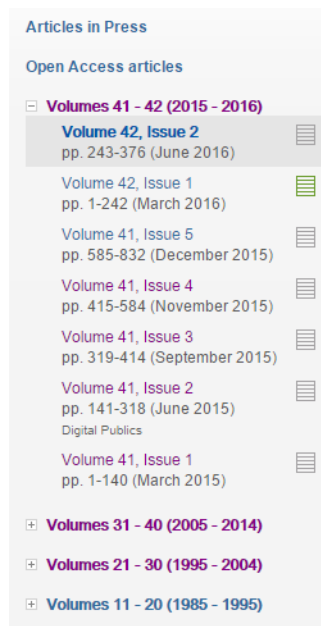 Articles in Press
Open Access articles
Volumes 41 - 42 (2015 - 2016)
Volume 42, Issue 2
pp. 243-376 (June 2016)
Volume 42, Issue 1
pp. 1-242 (March 2016)
Volume 41, Issue 5
pp. 585-832 (December 2015)
Volume 41, Issue 4
pp. 415-584 (November 2015)
Volume 41, Issue 3
pp. 319-414 (September 2015)
Volume 41, Issue 2
pp. 141-318 (June 2015)
Digital Publics
Volume 41, Issue 1
pp. 1-140 (March 2015)
Volumes 31 - 40 (2005 - 2014)
Volumes 21 - 30 (1995 - 2004)
Volumes 11 - 20 (1985 - 1995)